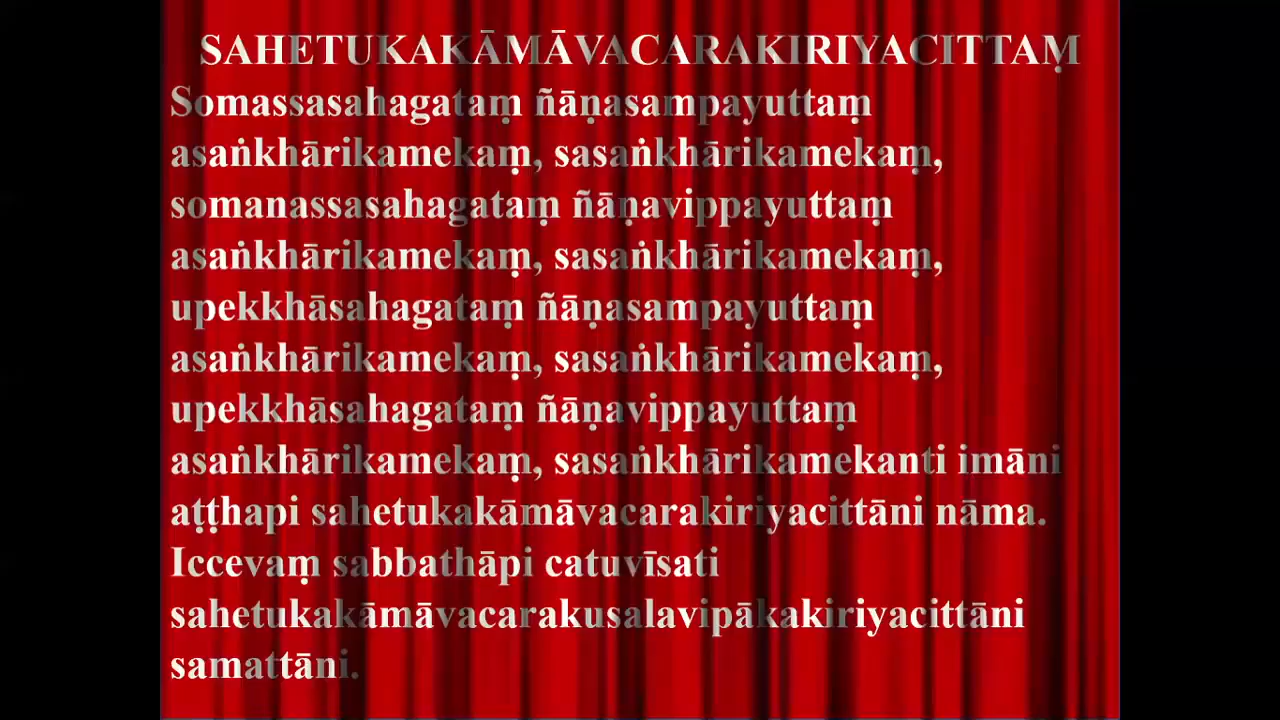 SAHETUKAKĀMĀVACARAKIRIYACITTAṂ
Somassasahagataṃ ñāṇasampayuttaṃ
asaṅkhārikamekaṃ, sasaṅkhārikamekaṃ,
somanassasahagataṃ ñāṇavippayuttaṃ
asaṅkhārikamekaṃ, sasaṅkhārikamekaṃ,
upekkhāsahagataṃ ñāṇasampayuttaṃ
asaṅkhārikamekaṃ, sasaṅkhārikamekaṃ,
upekkhāsahagataṃ ñāṇavippayuttaṃ
asaṅkhārikamekaṃ, sasaṅkhārikamekanti imāni
aṭṭhapi sahetukakāmāvacarakiriyacittāni nāma.
Iccevaṃ sabbathāpi catuvīsati
sahetukakāmāvacarakusalavipākakiriyacittāni
samattāni.